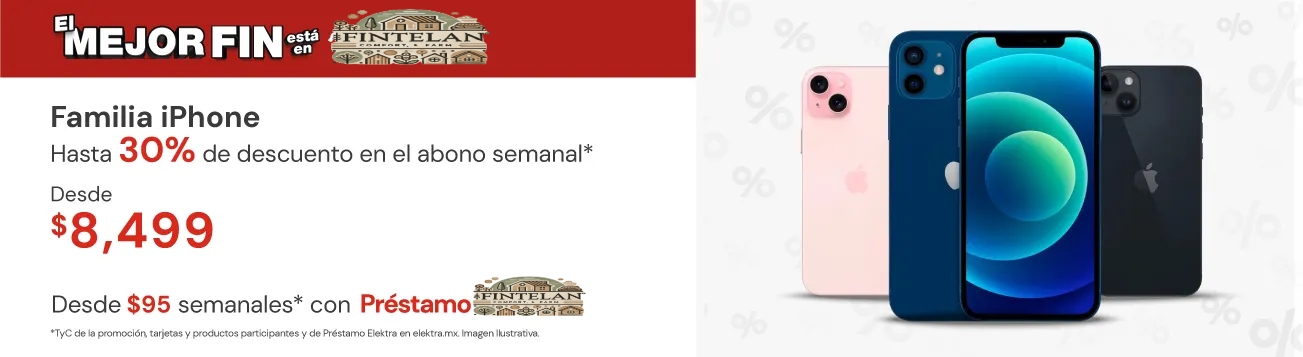 El
MEJOR FIN está
en
FINTELAN
COMFORT, & FARM
Familia iPhone
Hasta 30% de descuento en el abono semanal*
Desde
$8,499
Desde $95 semanales* con Préstamo FINTELAN
COMFORT, & FARM
*TyC de la promoción, tarjetas y productos participantes y de Préstamo Elektra en elektra.mx. Imagen Ilustrativa.